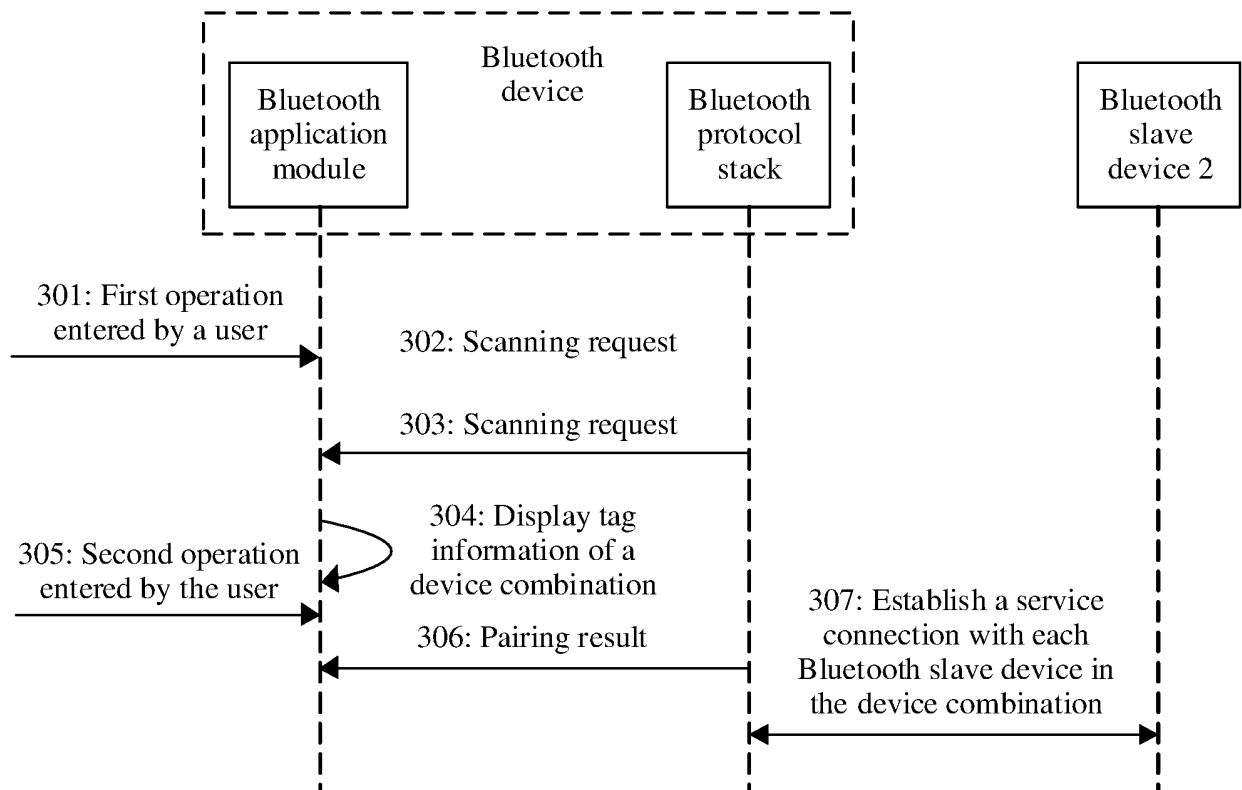 Bluetooth
device
Bluetooth
application
module
Bluetooth
protocol
stack
Bluetooth
slave
device 2
301: First operation
entered by a user
302: Scanning request
303: Scanning request
304: Display tag
information of a
device combination
305: Second operation
entered by the user
306: Pairing result
307: Establish a service
connection with each
Bluetooth slave device in
the device combination